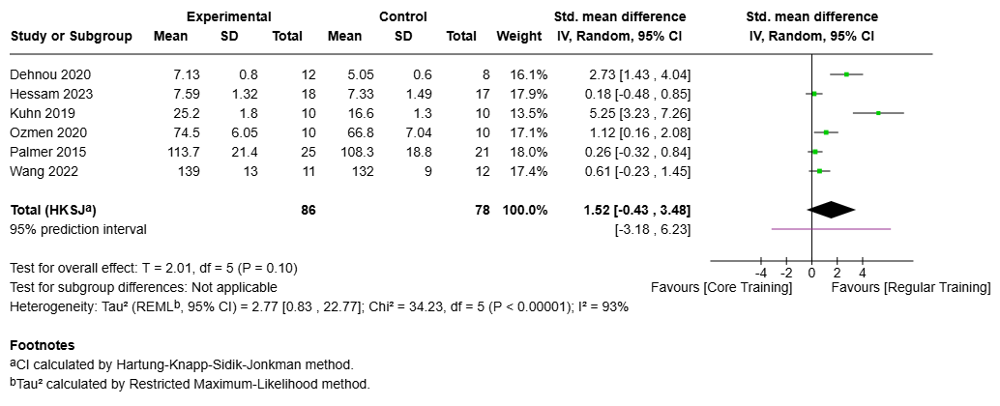 Experimental Control Std. mean difference Std. mean difference
Study or Subgroup Mean SD Total Mean SD Total Weight IV, Random, 95% CI IV, Random, 95% CI
Dehnou 2020 7.13 0.8 12 5.05 0.6 8 16.1% 2.73 [1.43 , 4.04]
Hessam 2023 7.59 1.32 18 7.33 1.49 17 17.9% 0.18 [-0.48 , 0.85]
Kuhn 2019 25.2 1.8 10 16.6 1.3 10 13.5% 5.25 [3.23 , 7.26]
Ozmen 2020 74.5 6.05 10 66.8 7.04 10 17.1% 1.12 [0.16 , 2.08]
Palmer 2015 113.7 21.4 25 108.3 18.8 21 18.0% 0.26 [-0.32 , 0.84]
Wang 2022 139 13 11 132 9 12 17.4% 0.61 [-0.23 , 1.45]
Total (HKSJa) 86 78 100.0% 1.52 [-0.43 , 3.48]
95% prediction interval [-3.18 , 6.23]
Test for overall effect: T = 2.01, df = 5 (P = 0.10)
Test for subgroup differences: Not applicable
Heterogeneity: Tau² (REMLb, 95% CI) = 2.77 [0.83 , 22.77]; Chi² = 34.23, df = 5 (P < 0.00001); I² = 93%
-4 -2 0 2 4
Favours [Core Training] Favours [Regular Training]
Footnotes
aCI calculated by Hartung-Knapp-Sidik-Jonkman method.
bTau² calculated by Restricted Maximum-Likelihood method.